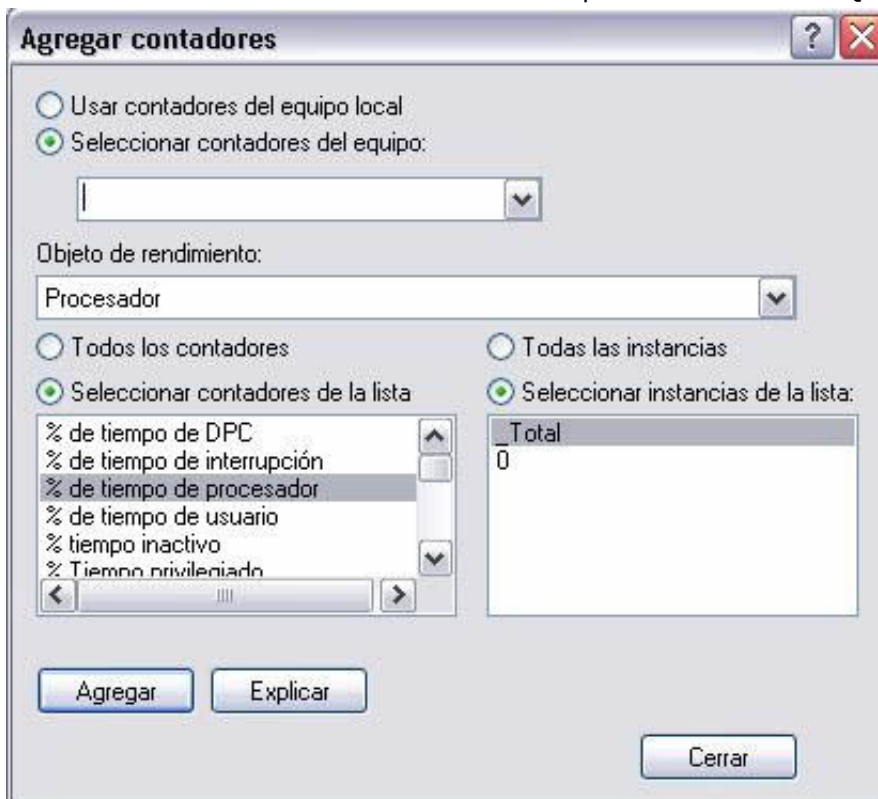 Agregar contadores
Usar contadores del equipo local
Seleccionar contadores del equipo:
Objeto de rendimiento:
Procesador
Todos los contadores
Todas las instancias
Seleccionar contadores de la lista
Seleccionar instancias de la lista:
% de tiempo de DPC
% de tiempo de interrupción
% de tiempo de procesador
% de tiempo de usuario
% tiempo inactivo
% Tiempo privilegiado
_Total
0
Agregar
Explicar
Cerrar